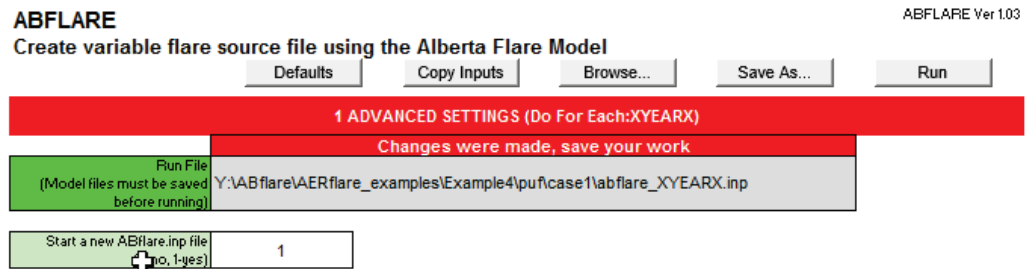 ABFLARE
ABFLARE Ver 1.03
Create variable flare source file using the Alberta Flare Model
Defaults Copy Inputs Browse... Save As... Run
1 ADVANCED SETTINGS (Do For Each:XYEARX)
Changes were made, save your work
Run File
(Model files must be saved
before running)
Y:\ABflare\AERflare_examples\Example4\puf\case1\abflare_XYEARX.inp
Start a new ABflare.inp file
no, 1-yes)
1